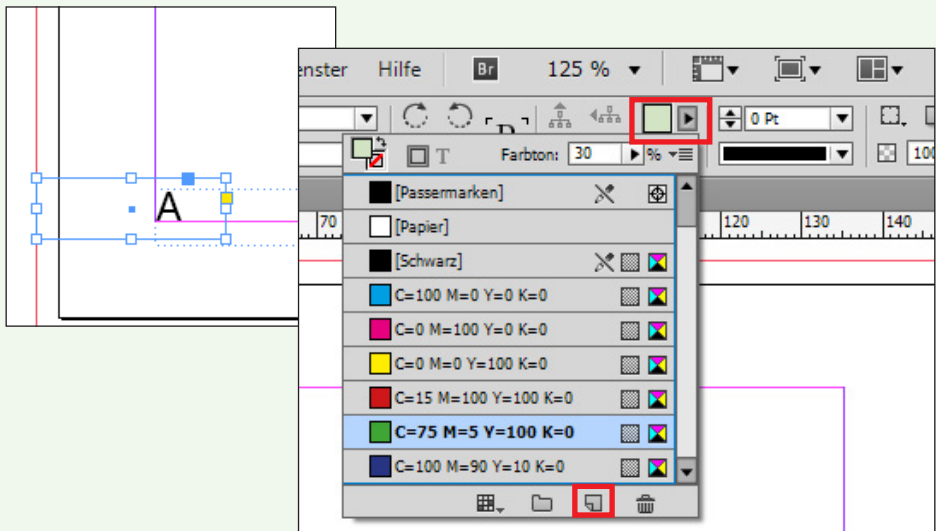 enster Hilfe Br 125 %
0 Pt
T Farbton: 30 %
100
[Passermarken]
A
70 120 130 140
[Papier]
[Schwarz]
C=100 M=0 Y=0 K=0
C=0 M=100 Y=0 K=0
C=0 M=0 Y=100 K=0
C=15 M=100 Y=100 K=0
C=75 M=5 Y=100 K=0
C=100 M=90 Y=10 K=0